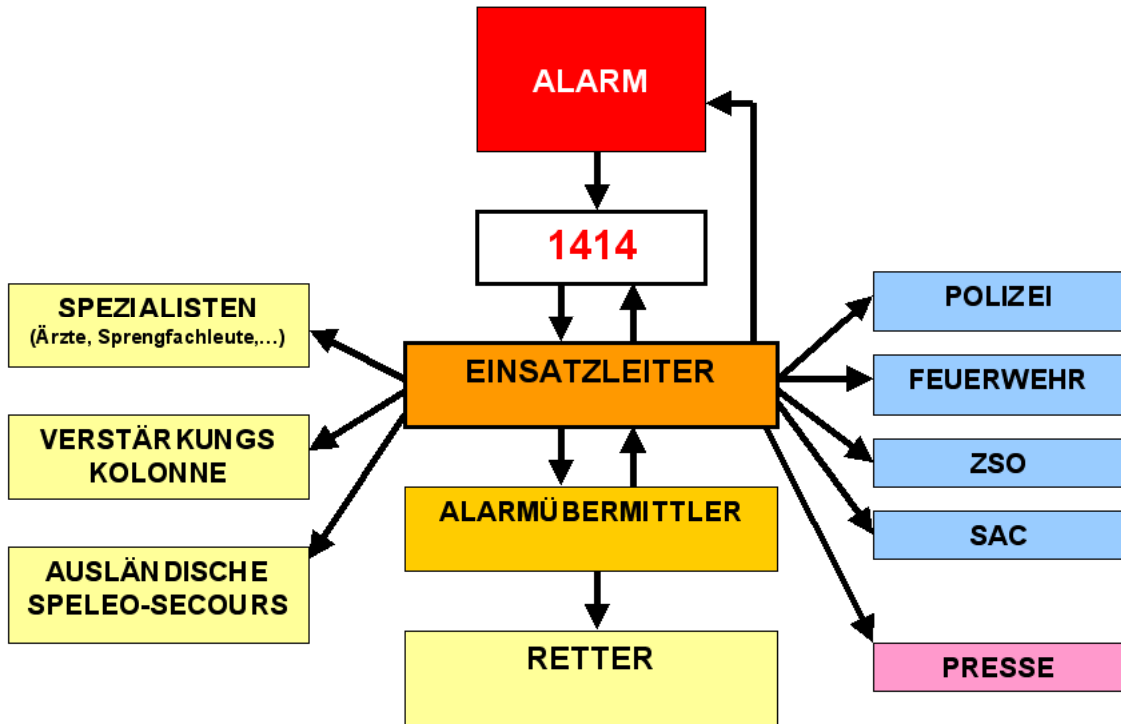 ALARM
1414
SPEZIALISTEN
(Ärzte, Sprengfachleute,...)
VERSTÄRKUNGS
KOLONNE
AUSLÄNDISCHE
SPELEO-SECOURS
EINSATZLEITER
ALARMÜBERMITTLER
RETTER
POLIZEI
FEUERWEHR
ZSO
SAC
PRESSE